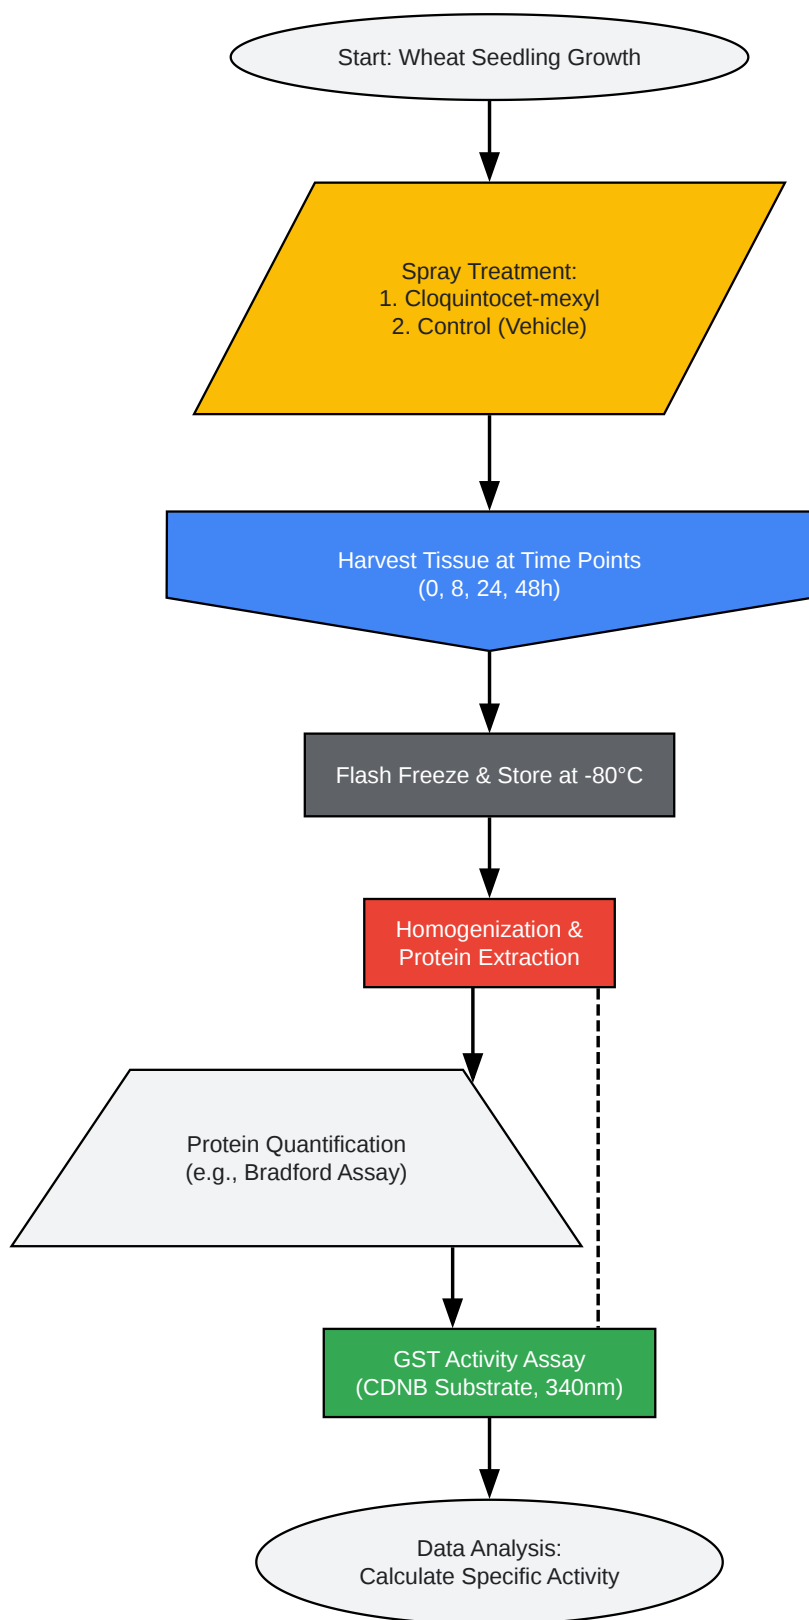 Start: Wheat Seedling Growth
Spray Treatment:
1. Cloquintocet-mexyl
2. Control (Vehicle)
Harvest Tissue at Time Points
(0, 8, 24, 48h)
Flash Freeze & Store at -80°C
Homogenization &
Protein Extraction
Protein Quantification
(e.g., Bradford Assay)
GST Activity Assay
(CDNB Substrate, 340nm)
Data Analysis:
Calculate Specific Activity